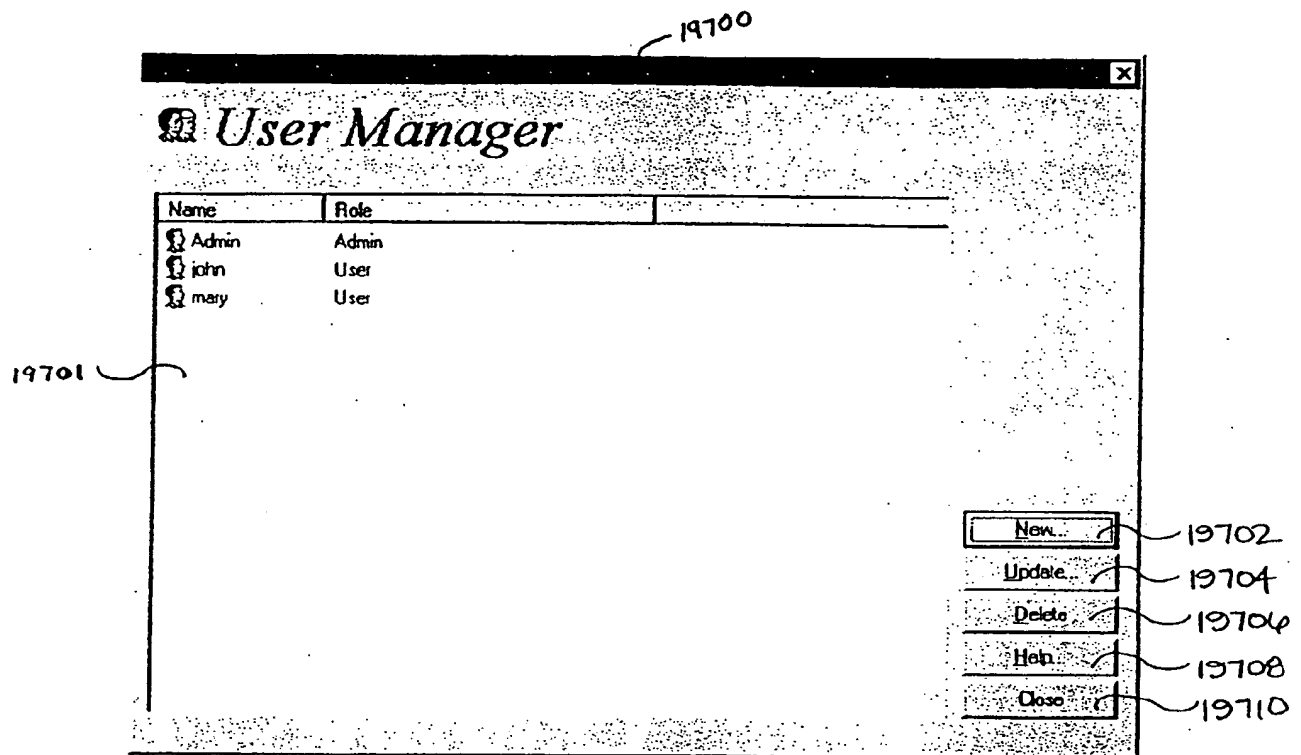 19700
User Manager
Name Role
Admin Admin
john User
mary User
19701
New... 19702
Update... 19704
Delete 19706
Help... 19708
Close 19710